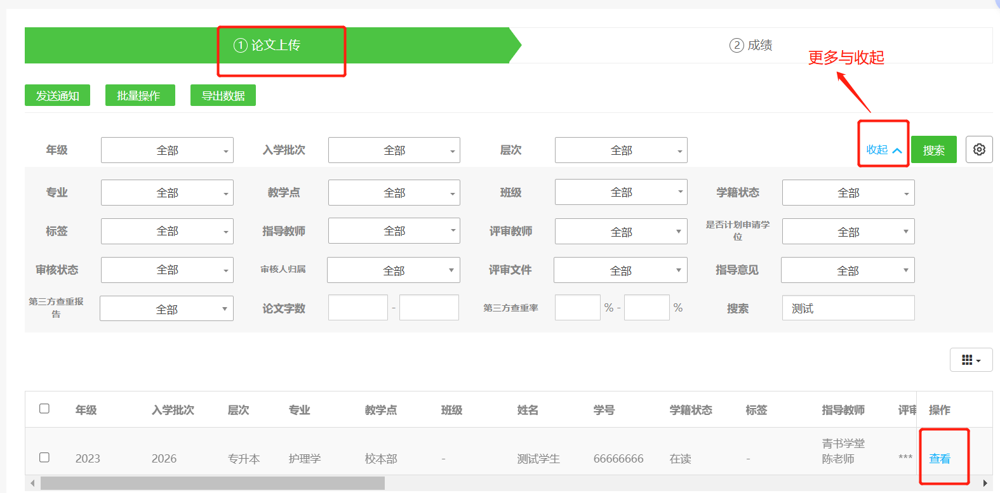 ① 论文上传
② 成绩
更多与收起
发送通知 批量操作 导出数据
年级 全部 入学批次 全部 层次 全部 收起 搜索
专业 全部 教学点 全部 班级 全部 学籍状态 全部
标签 全部 指导教师 全部 评审教师 全部 是否计划申请学
位 全部
审核状态 全部 审核人归属 全部 评审文件 全部 指导意见 全部
第三方查重报
告 全部 论文字数 - 第三方查重率 % - % 搜索 测试
年级 入学批次 层次 专业 教学点 班级 姓名 学号 学籍状态 标签 指导教师 评审 操作
2023 2026 专升本 护理学 校本部 - 测试学生 66666666 在读 - 青书学堂
陈老师 *** 查看